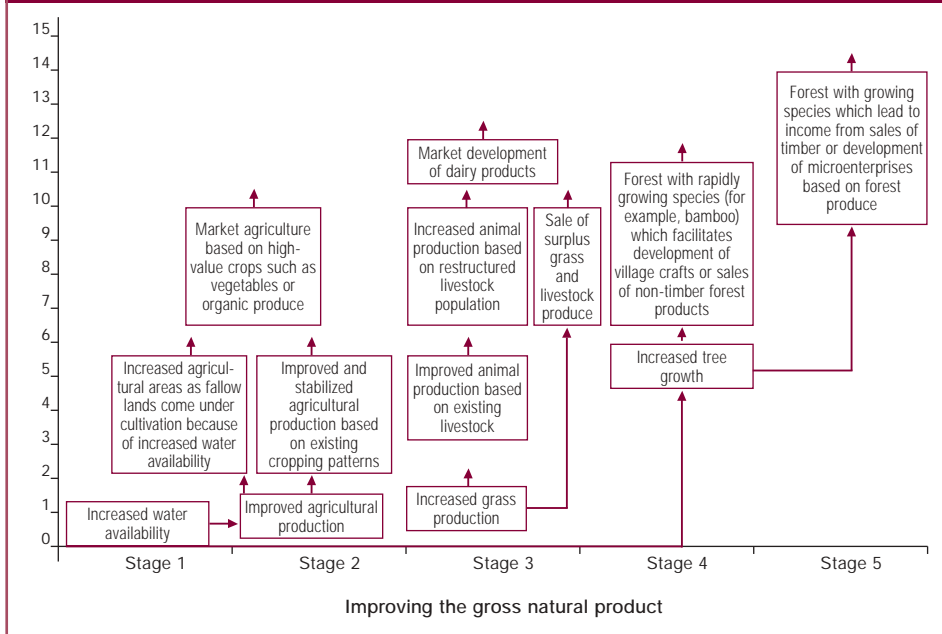 15
14
13
12
11
10
9
8
7
6
5
4
3
2
1
0
Increased water
availability
Increased agricul-
tural areas as fallow
lands come under
cultivation because
of increased water
availability
Market agriculture
based on high-
value crops such as
vegetables or
organic produce
Improved and
stabilized
agricultural
production based
on existing
cropping patterns
Improved agricultural
production
Market development
of dairy products
Increased animal
production based
on restructured
livestock
population
Improved animal
production based
on existing
livestock
Increased grass
production
Sale of
surplus
grass
and
livestock
produce
Forest with rapidly
growing species (for
example, bamboo)
which facilitates
development of
village crafts or sales
of non-timber forest
products
Increased tree
growth
Forest with growing
species which lead to
income from sales of
timber or development
of microenterprises
based on forest
produce
Stage 1
Stage 2
Stage 3
Stage 4
Stage 5
Improving the gross natural product